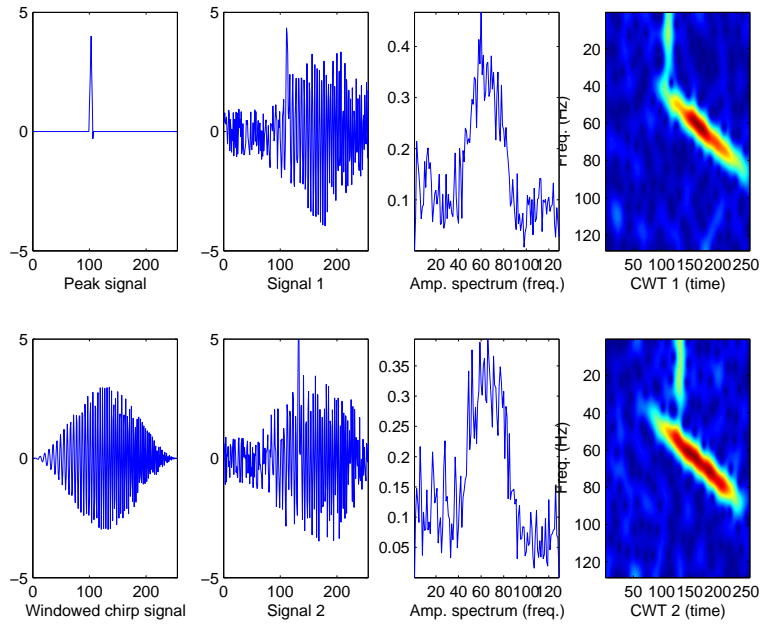 5
0
−5
0 100 200
Peak signal
5
0
−5
0 100 200
Signal 1
0.4
0.3
0.2
0.1
20 40 60 80 100 120
Amp. spectrum (freq.)
Freq. (Hz)
20
40
60
80
100
120
50 100 150 200 250
CWT 1 (time)
5
0
−5
0 100 200
Windowed chirp signal
5
0
−5
0 100 200
Signal 2
0.35
0.3
0.25
0.2
0.15
0.1
0.05
20 40 60 80 100 120
Amp. spectrum (freq.)
Freq. (Hz)
20
40
60
80
100
120
50 100 150 200 250
CWT 2 (time)